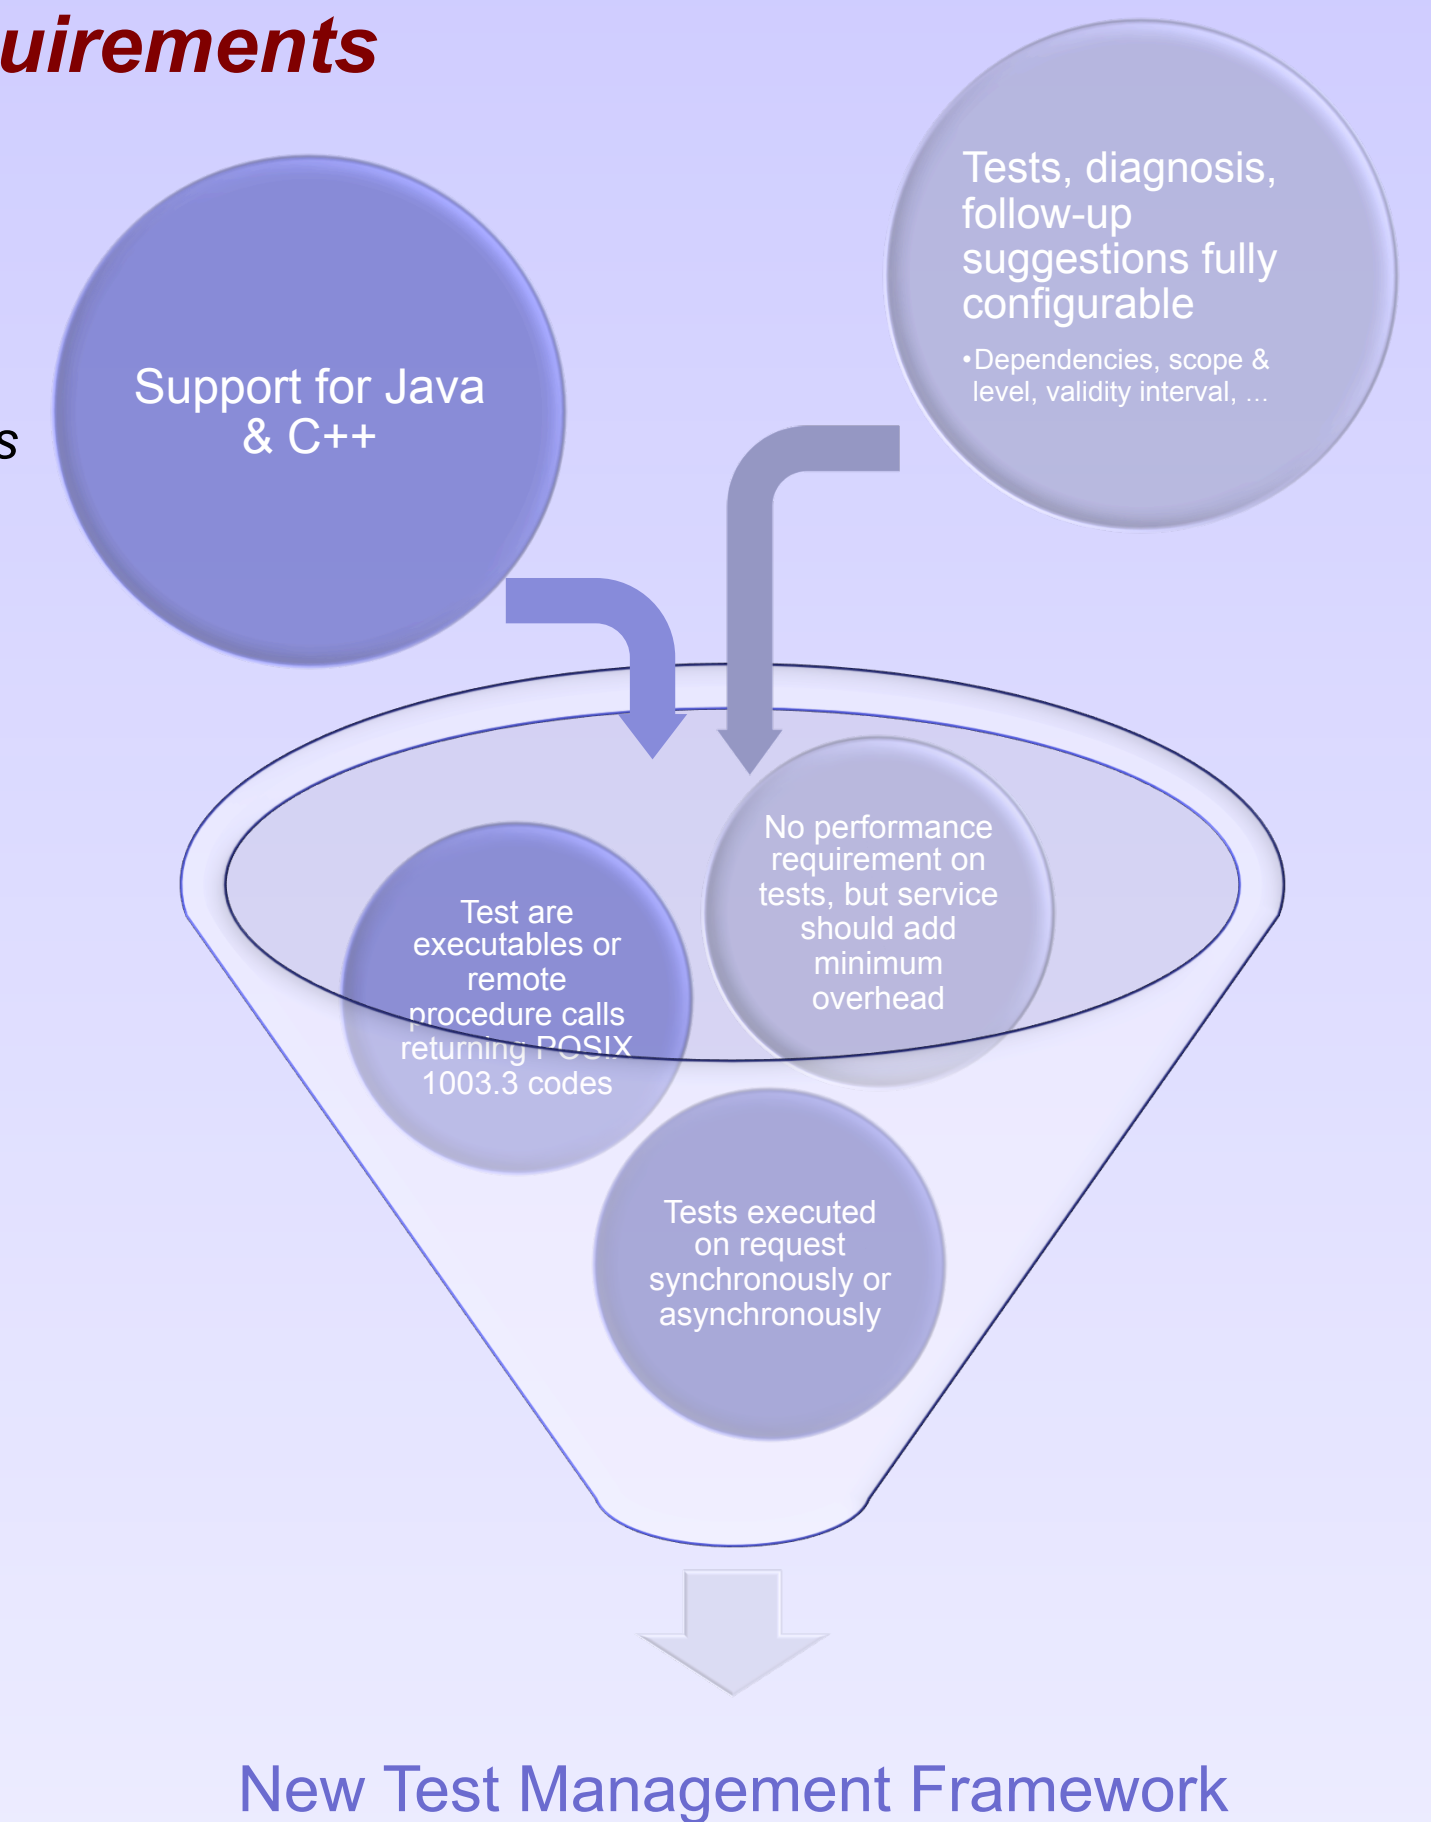 uirements
Tests, diagnosis,
follow-up
suggestions fully
configurable
•Dependencies, scope &
level, validity interval, ...
Support for Java
& C++
s
No performance
requirement on
tests, but service
should add
minimum
overhead
Test are
executables or
remote
procedure calls
returning POSIX
1003.3 codes
Tests executed
on request
synchronously or
asynchronously
New Test Management Framework